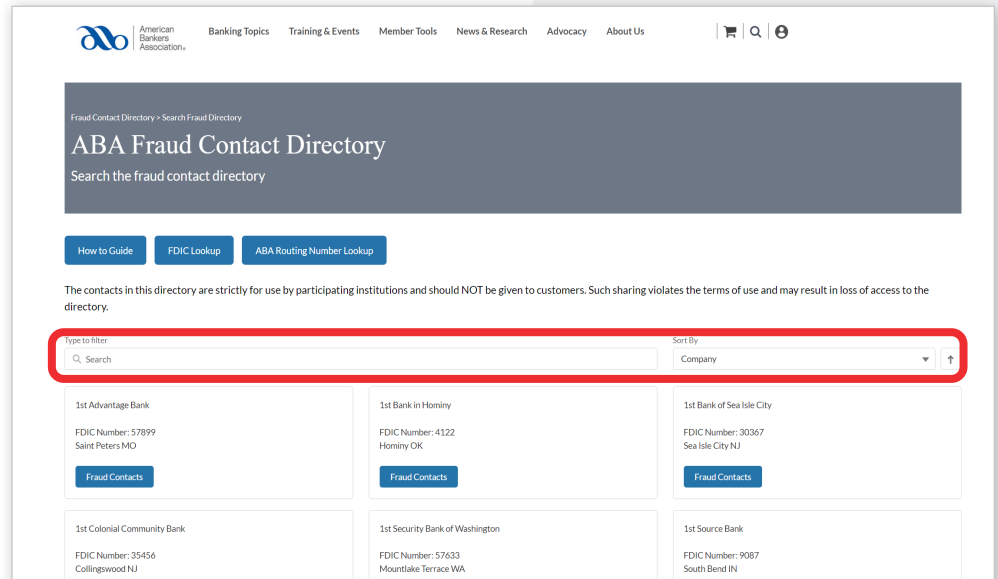 American
Bankers
Association®
Banking Topics
Training & Events
Member Tools
News & Research
Advocacy
About Us
Fraud Contact Directory > Search Fraud Directory
ABA Fraud Contact Directory
Search the fraud contact directory
How to Guide
FDIC Lookup
ABA Routing Number Lookup
The contacts in this directory are strictly for use by participating institutions and should NOT be given to customers. Such sharing violates the terms of use and may result in loss of access to the
directory.
Type to filter
Sort By
Search
Company
1st Advantage Bank
FDIC Number: 57899
Saint Peters MO
Fraud Contacts
1st Bank in Hominy
FDIC Number: 4122
Hominy OK
Fraud Contacts
1st Bank of Sea Isle City
FDIC Number: 30367
Sea Isle City NJ
Fraud Contacts
1st Colonial Community Bank
FDIC Number: 35456
Collingswood NJ
1st Security Bank of Washington
FDIC Number: 57633
Mountlake Terrace WA
1st Source Bank
FDIC Number: 9087
South Bend IN